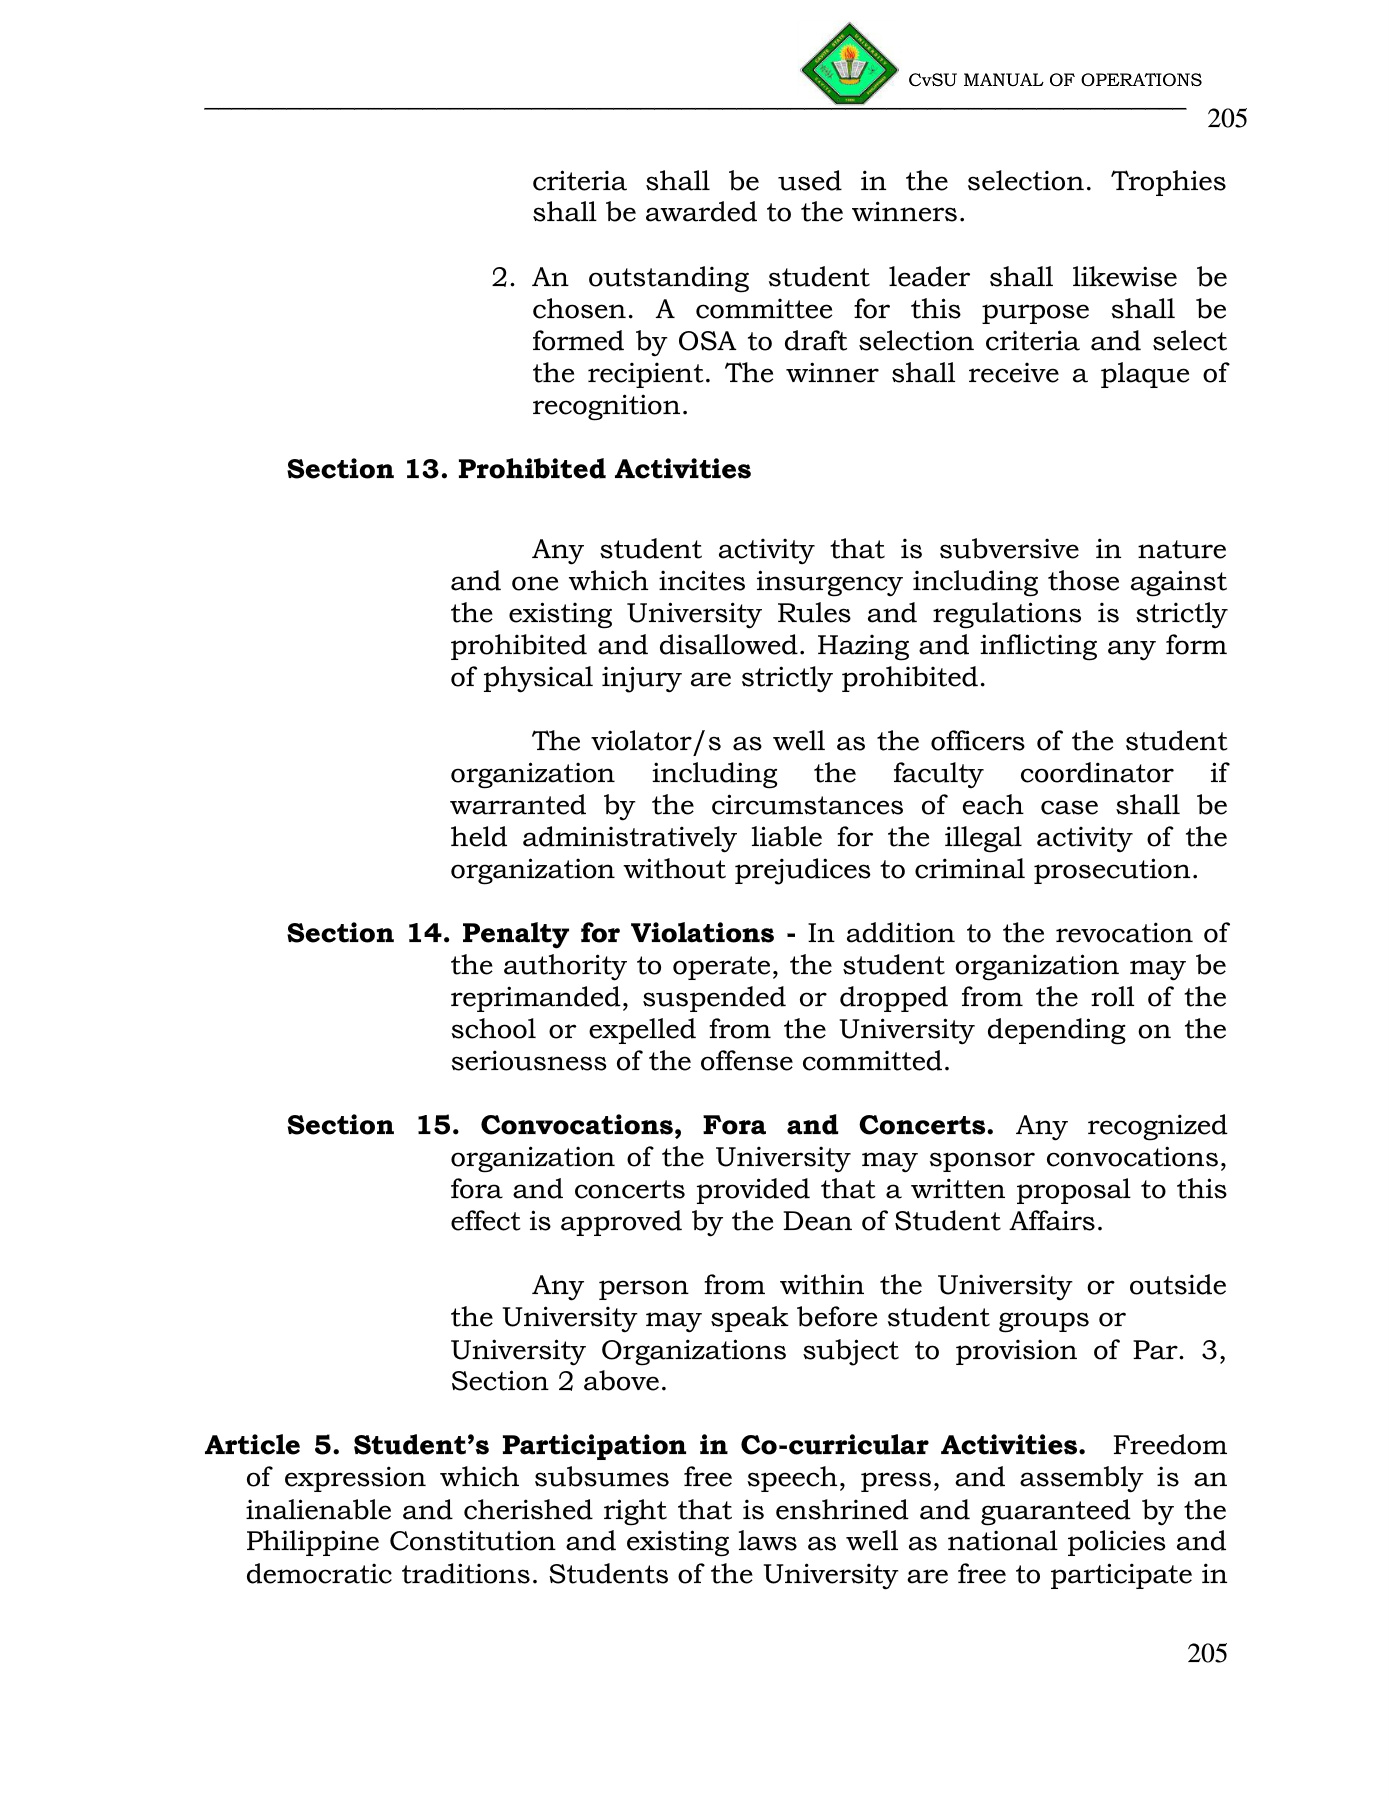 CvSU MANUAL OF OPERATIONS
205
criteria shall be used in the selection. Trophies
shall be awarded to the winners.
2. An outstanding student leader shall likewise be
chosen. A committee for this purpose shall be
formed by OSA to draft selection criteria and select
the recipient. The winner shall receive a plaque of
recognition.
Section 13. Prohibited Activities
Any student activity that is subversive in nature
and one which incites insurgency including those against
the existing University Rules and regulations is strictly
prohibited and disallowed. Hazing and inflicting any form
of physical injury are strictly prohibited.
The violator/s as well as the officers of the student
organization including the faculty coordinator if
warranted by the circumstances of each case shall be
held administratively liable for the illegal activity of the
organization without prejudices to criminal prosecution.
Section 14. Penalty for Violations - In addition to the revocation of
the authority to operate, the student organization may be
reprimanded, suspended or dropped from the roll of the
school or expelled from the University depending on the
seriousness of the offense committed.
Section 15. Convocations, Fora and Concerts. Any recognized
organization of the University may sponsor convocations,
fora and concerts provided that a written proposal to this
effect is approved by the Dean of Student Affairs.
Any person from within the University or outside
the University may speak before student groups or
University Organizations subject to provision of Par. 3,
Section 2 above.
Article 5. Student’s Participation in Co-curricular Activities. Freedom
of expression which subsumes free speech, press, and assembly is an
inalienable and cherished right that is enshrined and guaranteed by the
Philippine Constitution and existing laws as well as national policies and
democratic traditions. Students of the University are free to participate in
205